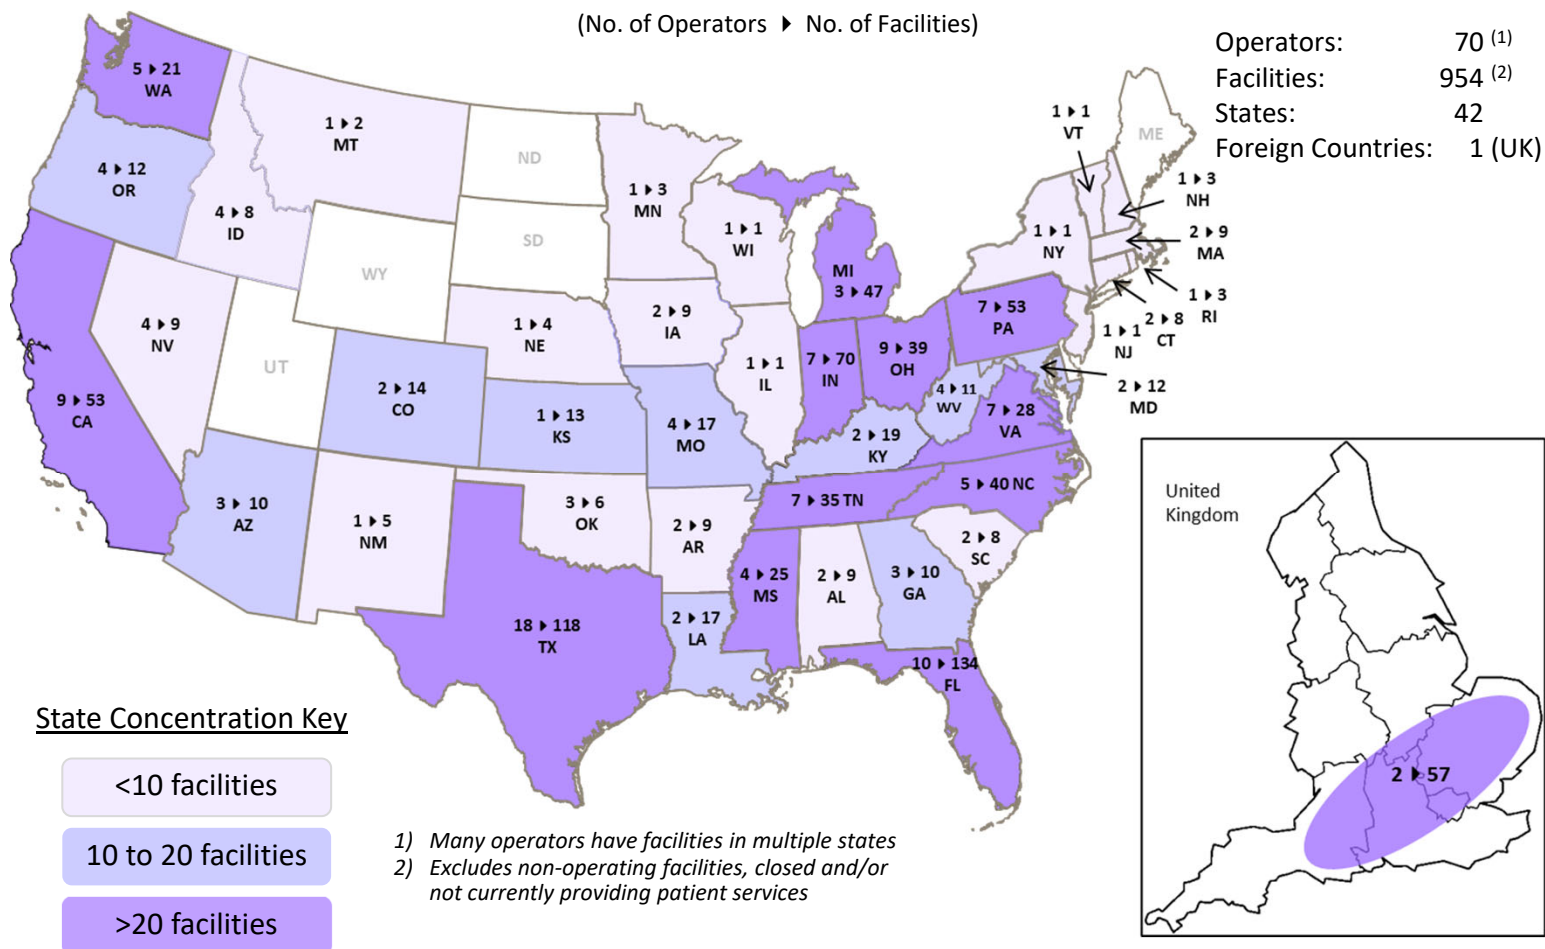 (No. of Operators ▶ No. of Facilities)
Operators: 70 (1)
Facilities: 954 (2)
States: 42
Foreign Countries: 1 (UK)
5 ▶ 21
WA
1 ▶ 2
MT
ND
1 ▶ 1
VT
ME
4 ▶ 12
OR
4 ▶ 8
ID
1 ▶ 3
MN
1 ▶ 3
NH
SD
1 ▶ 1
WI
1 ▶ 1
NY
2 ▶ 9
MA
WY
MI
3 ▶ 47
1 ▶ 3
RI
4 ▶ 9
NV
1 ▶ 4
NE
2 ▶ 9
IA
7 ▶ 53
PA
2 ▶ 8
CT
1 ▶ 1
NJ
UT
1 ▶ 1
IL
7 ▶ 70
IN
9 ▶ 39
OH
9 ▶ 53
CA
2 ▶ 14
CO
1 ▶ 13
KS
4 ▶ 17
MO
4 ▶ 11
WV
2 ▶ 12
MD
7 ▶ 28
VA
2 ▶ 19
KY
3 ▶ 10
AZ
1 ▶ 5
NM
3 ▶ 6
OK
2 ▶ 9
AR
7 ▶ 35 TN
5 ▶ 40 NC
2 ▶ 8
SC
4 ▶ 25
MS
2 ▶ 9
AL
3 ▶ 10
GA
18 ▶ 118
TX
2 ▶ 17
LA
10 ▶ 134
FL
United
Kingdom
2 ▶ 57
State Concentration Key
<10 facilities
10 to 20 facilities
>20 facilities
1) Many operators have facilities in multiple states
2) Excludes non-operating facilities, closed and/or
not currently providing patient services